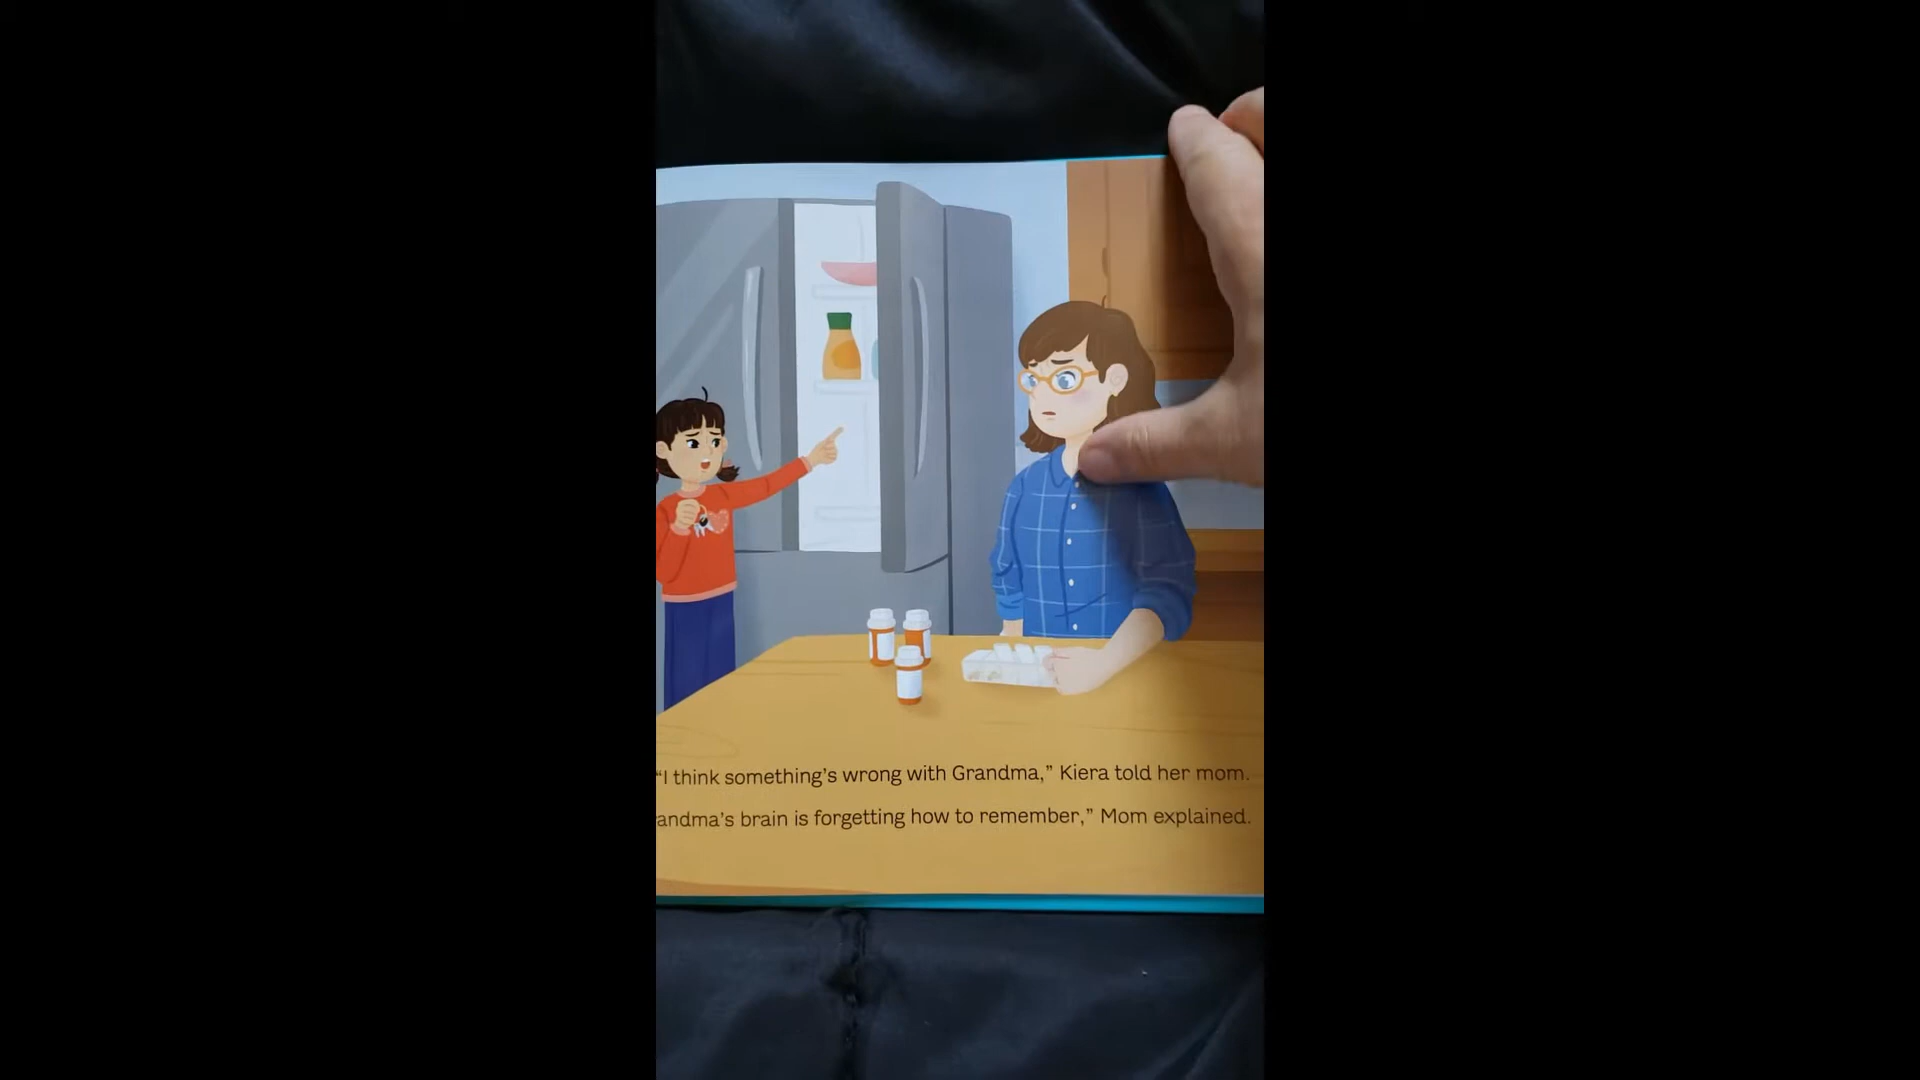 “I think something’s wrong with Grandma,” Kiera told her mom.
andma’s brain is forgetting how to remember,” Mom explained.